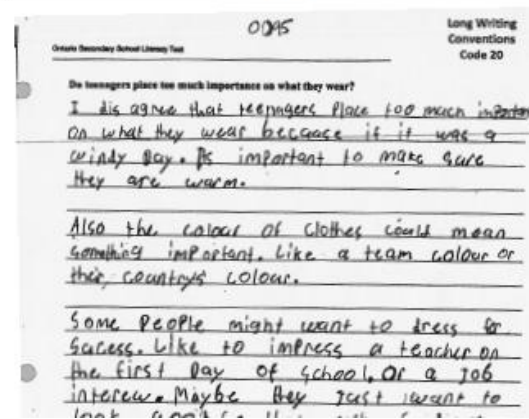 0095
Long Writing
Conventions
Code 20
Ontario Secondary School Literacy Test
Do teenagers place too much importance on what they wear?
I dis agree that teenagers Place too much importan
on what they wear because if it was a
windy Day. Its important to make sure
they are warm.
Also the colour of clothes could mean
something important. Like a team colour or
their countrys colour.
Some People might want to dress for
Sucess. Like to impress a teacher on
the first Day of School, Or a Job
interew. Maybe they just want to